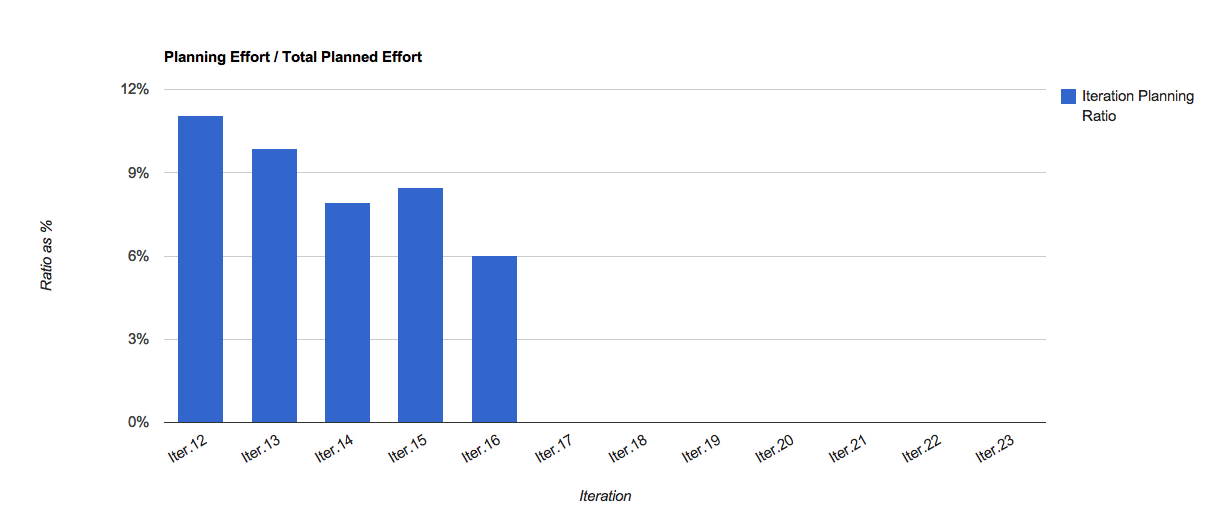 Planning Effort / Total Planned Effort
12%
9%
6%
3%
0%
Ratio as %
Iteration Planning
Ratio
Iter.12
Iter.13
Iter.14
Iter.15
Iter.16
Iter.17
Iter.18
Iter.19
Iter.20
Iter.21
Iter.22
Iter.23
Iteration